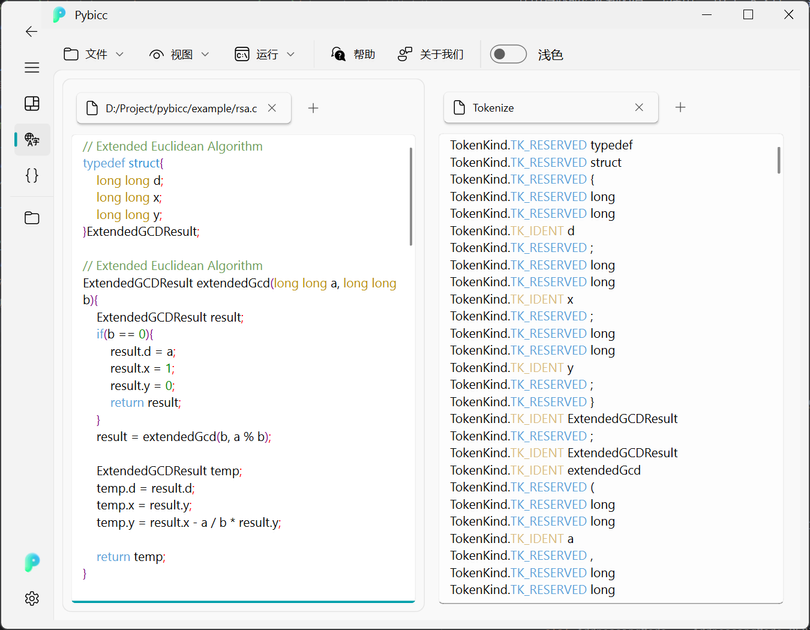 Pybicc
文件 视图 运行 帮助 关于我们 浅色
D:/Project/pybicc/example/rsa.c
// Extended Euclidean Algorithm
typedef struct{
    long long d;
    long long x;
    long long y;
}ExtendedGCDResult;

// Extended Euclidean Algorithm
ExtendedGCDResult extendedGcd(long long a, long long
b){
    ExtendedGCDResult result;
    if(b == 0){
        result.d = a;
        result.x = 1;
        result.y = 0;
        return result;
    }
    result = extendedGcd(b, a % b);

    ExtendedGCDResult temp;
    temp.d = result.d;
    temp.x = result.y;
    temp.y = result.x - a / b * result.y;

    return temp;
}
Tokenize
TokenKind.TK_RESERVED typedef
TokenKind.TK_RESERVED struct
TokenKind.TK_RESERVED {
TokenKind.TK_RESERVED long
TokenKind.TK_RESERVED long
TokenKind.TK_IDENT d
TokenKind.TK_RESERVED ;
TokenKind.TK_RESERVED long
TokenKind.TK_RESERVED long
TokenKind.TK_IDENT x
TokenKind.TK_RESERVED ;
TokenKind.TK_RESERVED long
TokenKind.TK_RESERVED long
TokenKind.TK_IDENT y
TokenKind.TK_RESERVED ;
TokenKind.TK_RESERVED }
TokenKind.TK_IDENT ExtendedGCDResult
TokenKind.TK_RESERVED ;
TokenKind.TK_IDENT ExtendedGCDResult
TokenKind.TK_IDENT extendedGcd
TokenKind.TK_RESERVED (
TokenKind.TK_RESERVED long
TokenKind.TK_RESERVED long
TokenKind.TK_IDENT a
TokenKind.TK_RESERVED ,
TokenKind.TK_RESERVED long
TokenKind.TK_RESERVED long